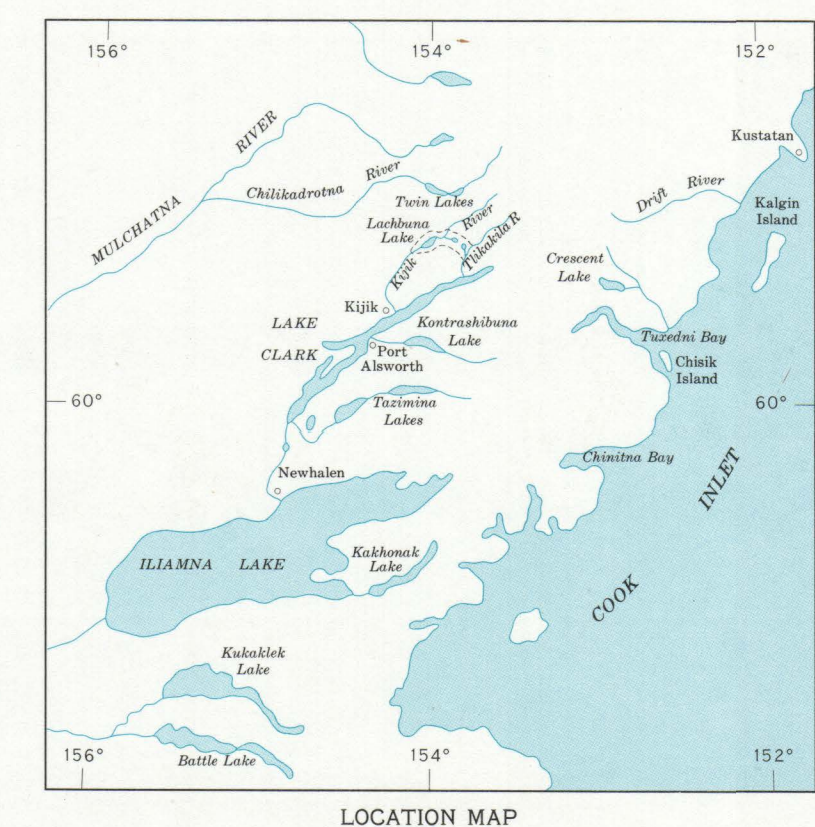 156°
154°
152°
Kustatan
MULCHATNA RIVER
Chilikadrotna River
Twin Lakes
Drift River
Kalgin
Island
Lachbuna
Lake
Kijik River
Tlikakila R
Crescent
Lake
Kijik
LAKE
CLARK
Kontrashibuna
Lake
Port
Alsworth
Tuxedni Bay
Chisik
Island
60°
60°
Tazimina
Lakes
Chinitna Bay
Newhalen
COOK INLET
ILIAMNA LAKE
Kakhonak
Lake
Kukaklek
Lake
Battle Lake
156°
154°
152°
LOCATION MAP